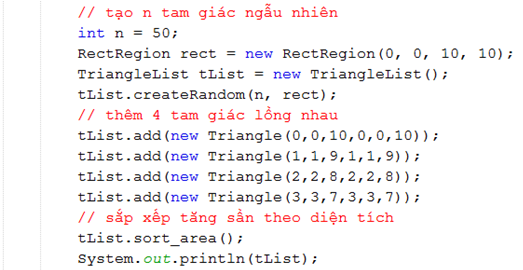 // tạo n tam giác ngẫu nhiên
int n = 50;
RectRegion rect = new RectRegion(0, 0, 10, 10);
TriangleList tList = new TriangleList();
tList.createRandom(n, rect);
// thêm 4 tam giác lồng nhau
tList.add(new Triangle(0,0,10,0,0,10));
tList.add(new Triangle(1,1,9,1,1,9));
tList.add(new Triangle(2,2,8,2,2,8));
tList.add(new Triangle(3,3,7,3,3,7));
// sắp xếp tăng sần theo diện tích
tList.sort_area();
System.out.println(tList);